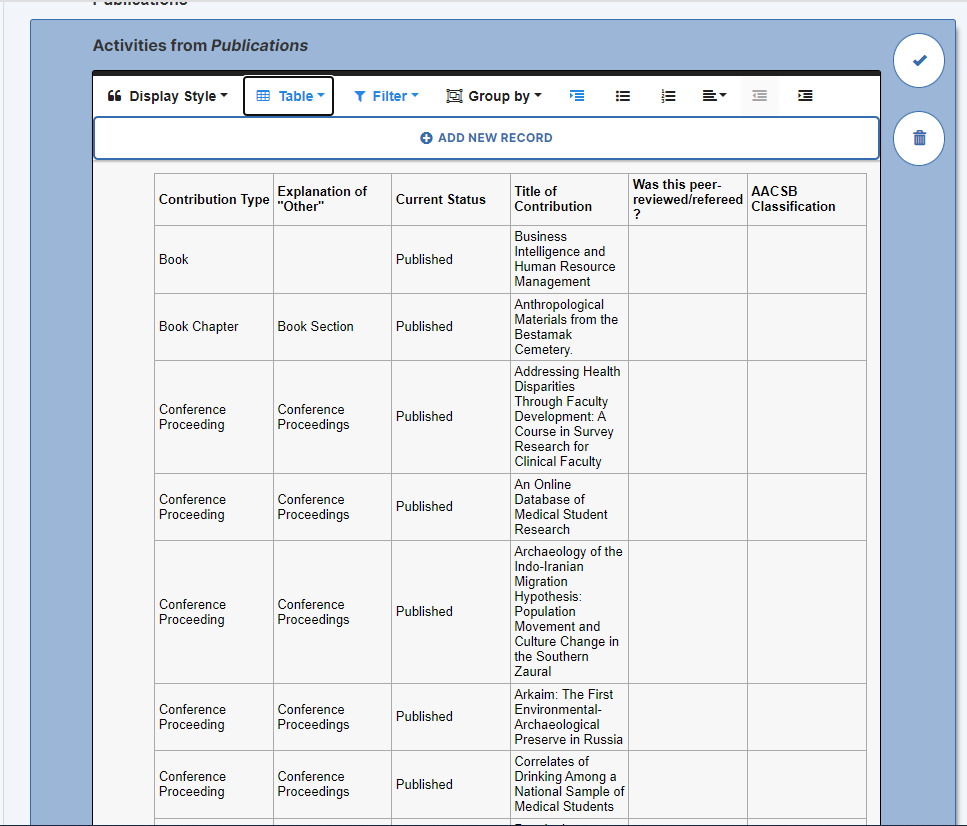 Publications
Activities from Publications
Display Style Table Filter Group by
ADD NEW RECORD
Contribution Type
Explanation of
"Other"
Current Status
Title of
Contribution
Was this peer-
reviewed/refereed
?
AACSB
Classification
Book
Published
Business
Intelligence and
Human Resource
Management
Book Chapter
Book Section
Published
Anthropological
Materials from the
Bestamak
Cemetery.
Conference
Proceeding
Conference
Proceedings
Published
Addressing Health
Disparities
Through Faculty
Development: A
Course in Survey
Research for
Clinical Faculty
Conference
Proceeding
Conference
Proceedings
Published
An Online
Database of
Medical Student
Research
Conference
Proceeding
Conference
Proceedings
Published
Archaeology of the
Indo-Iranian
Migration
Hypothesis:
Population
Movement and
Culture Change in
the Southern
Zaural
Conference
Proceeding
Conference
Proceedings
Published
Arkaim: The First
Environmental-
Archaeological
Preserve in Russia
Conference
Proceeding
Conference
Proceedings
Published
Correlates of
Drinking Among a
National Sample of
Medical Students